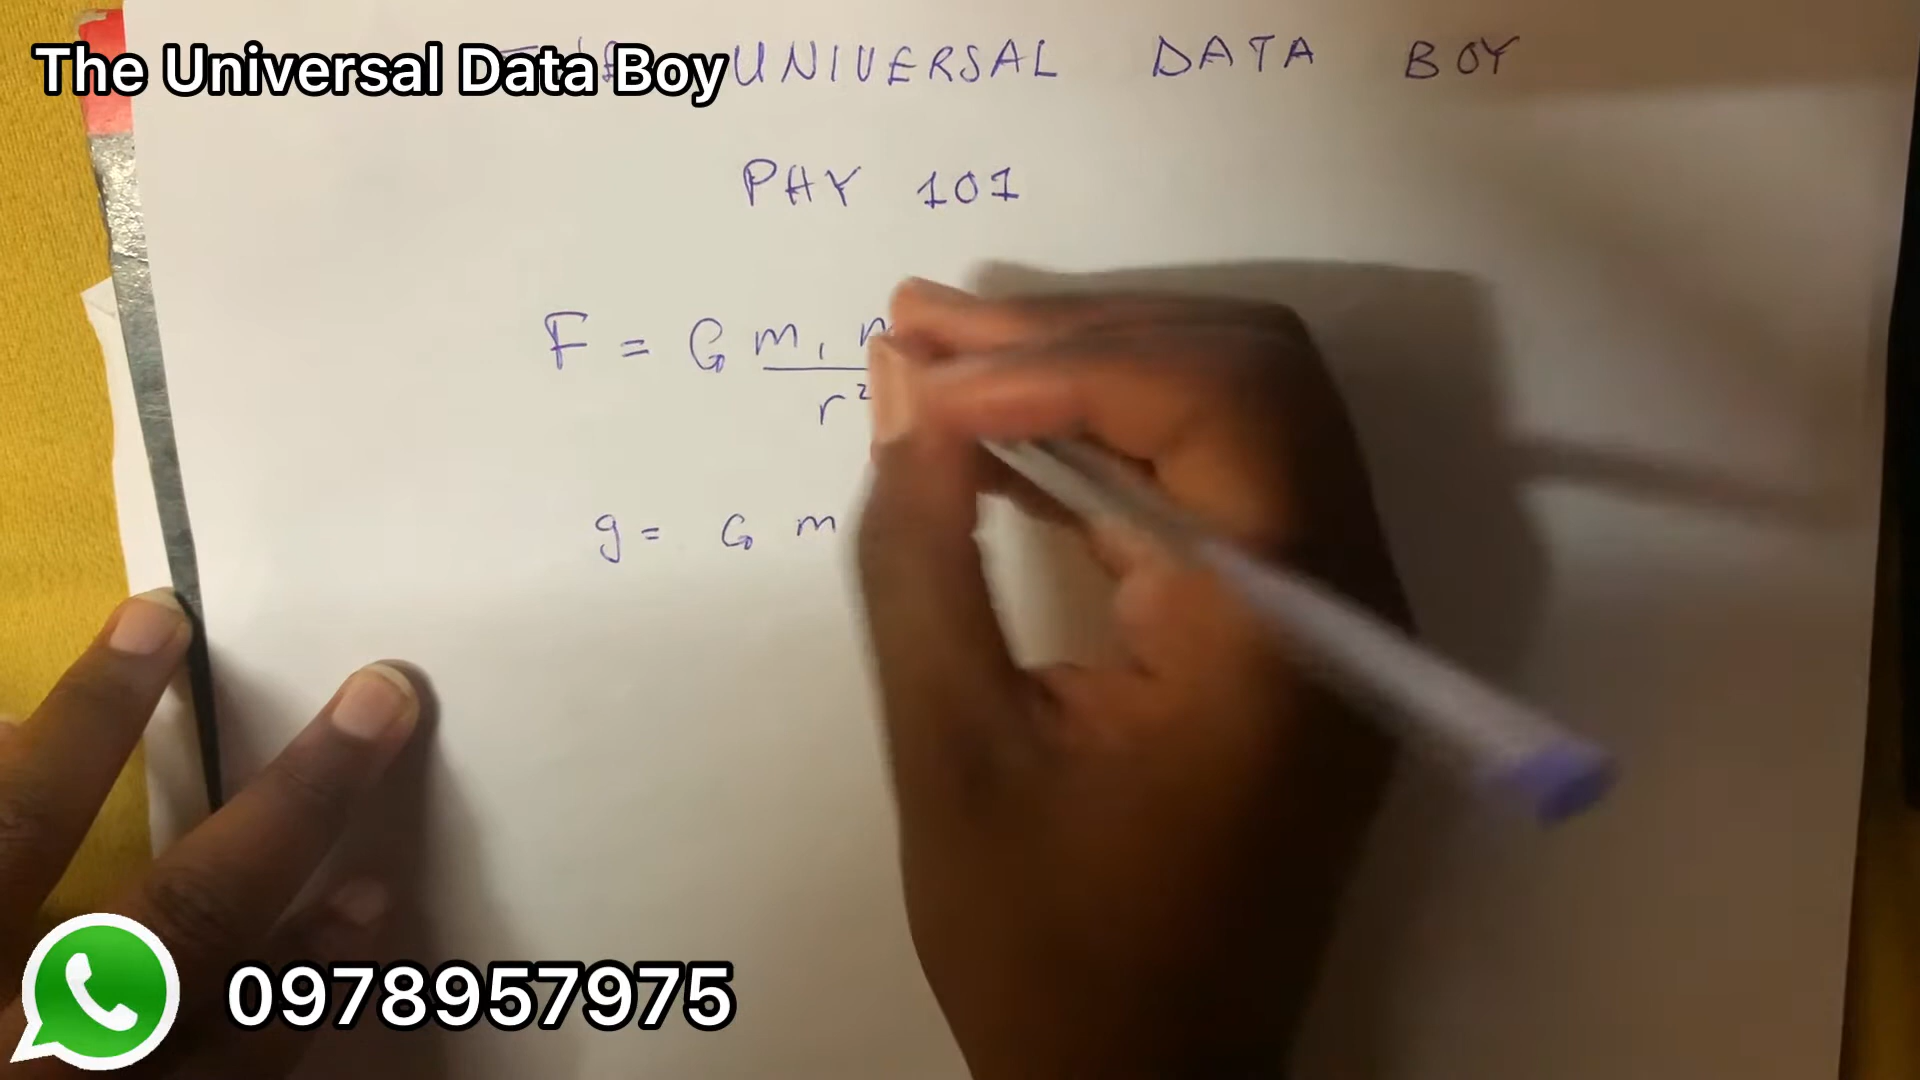 The Universal Data Boy
UNIVERSAL DATA BOY
PHY 101
F = G m₁
r²
g = G m
0978957975